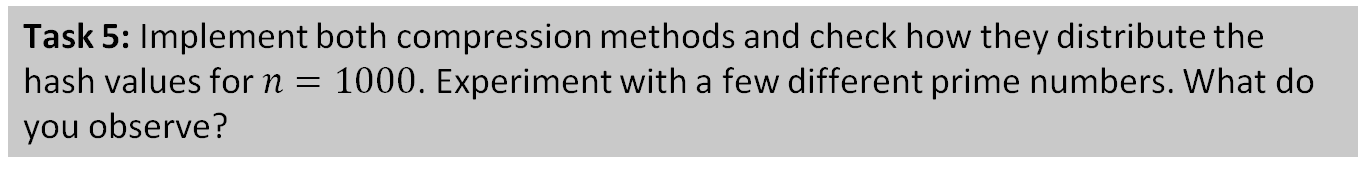 Task 5: Implement both compression methods and check how they distribute the
hash values for n = 1000. Experiment with a few different prime numbers. What do
you observe?